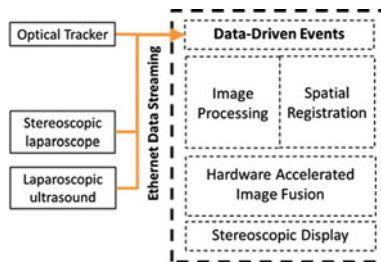 Optical Tracker
Stereoscopic
laparoscope
Laparoscopic
ultrasound
Ethernet Data Streaming
Data-Driven Events
Image
Processing
Spatial
Registration
Hardware Accelerated
Image Fusion
Stereoscopic Display